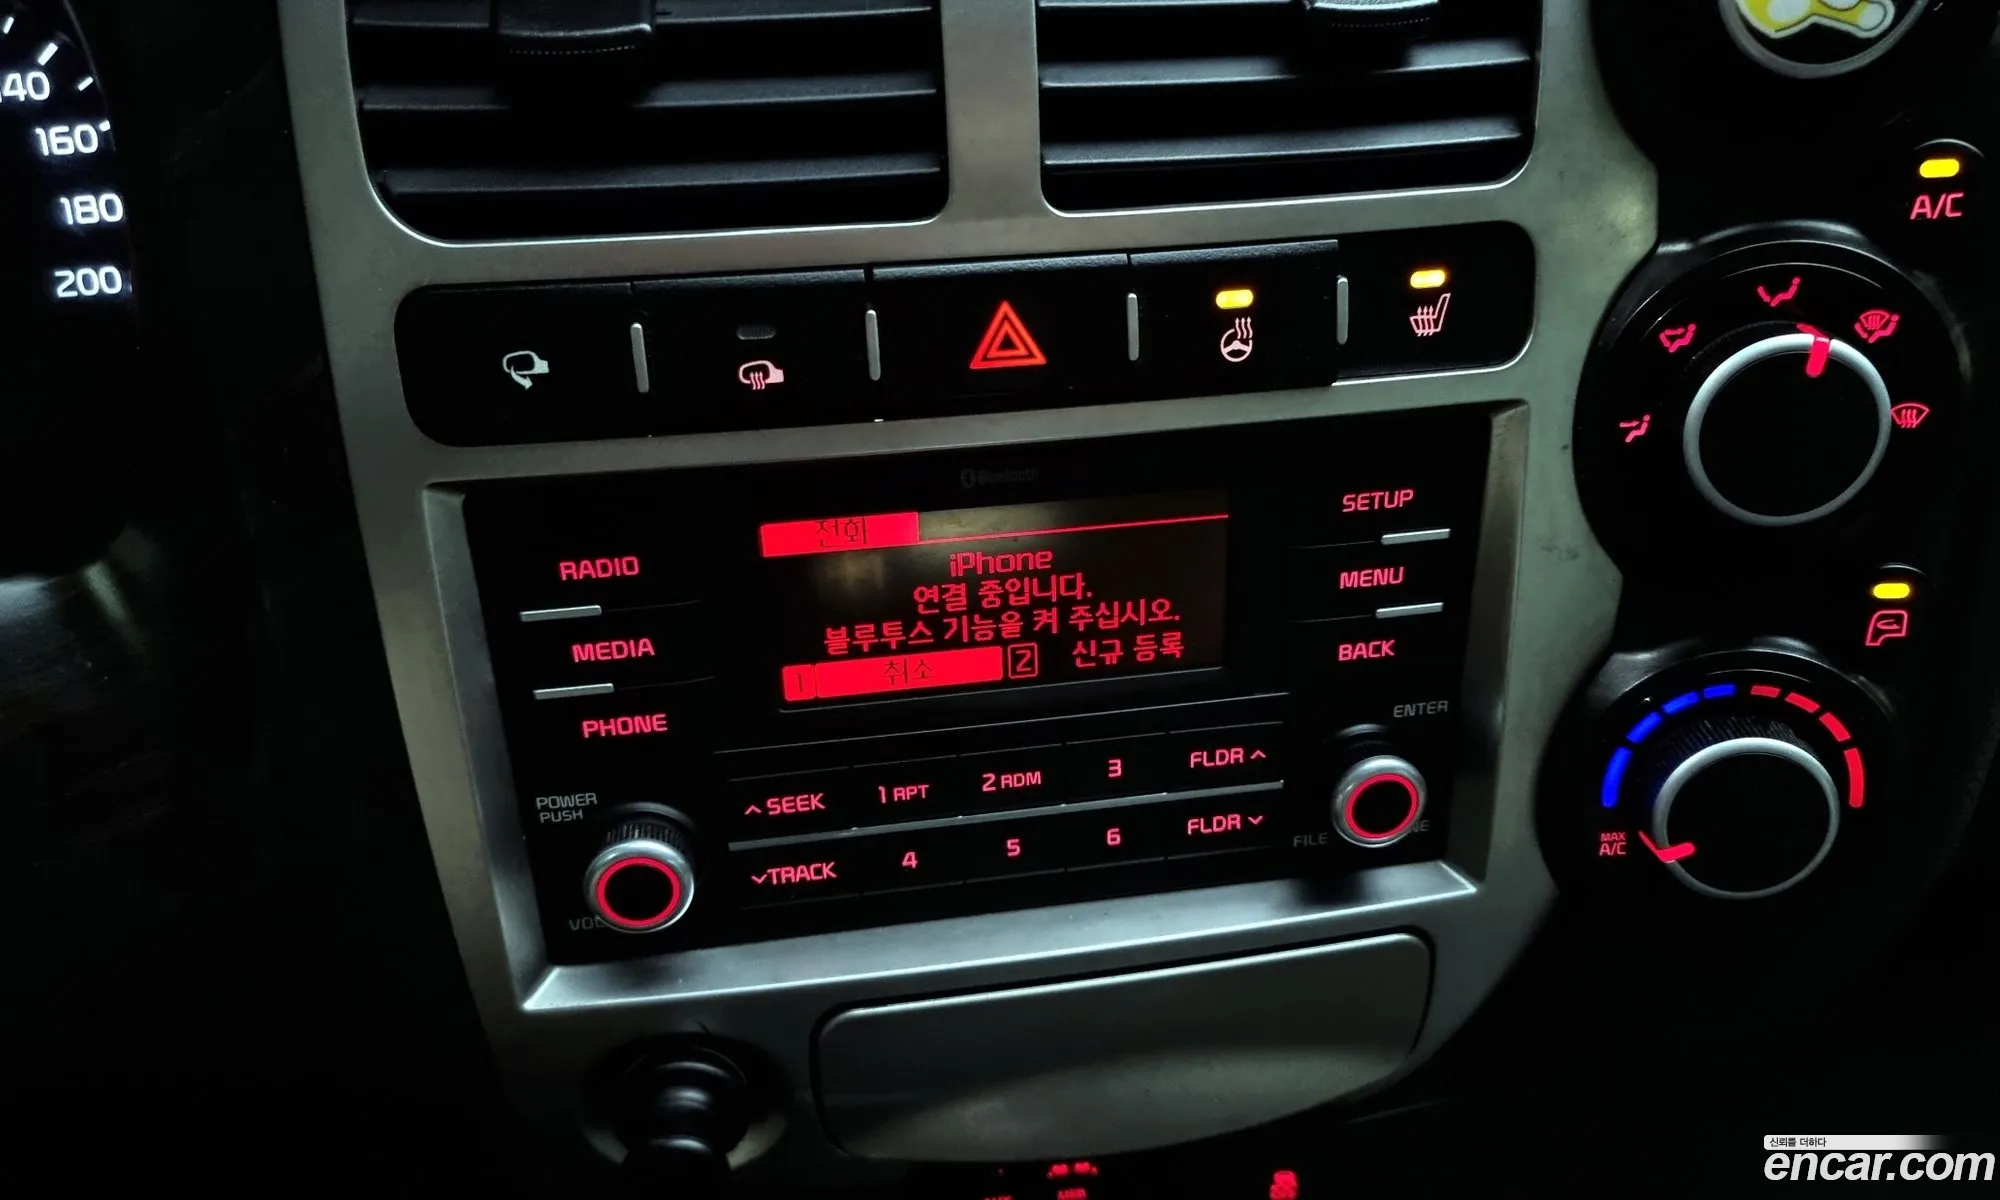 140
160
180
200
A/C
Bluetooth
전화
iPhone
연결 중입니다.
블루투스 기능을 켜 주십시오.
1 취소 2 신규 등록
RADIO
MEDIA
PHONE
SETUP
MENU
BACK
ENTER
POWER
PUSH
VOL
SEEK 1 RPT 2 RDM 3 FLDR
TRACK 4 5 6 FLDR
FILE
MAX
A/C
USB
신뢰를 더하다
encar.com